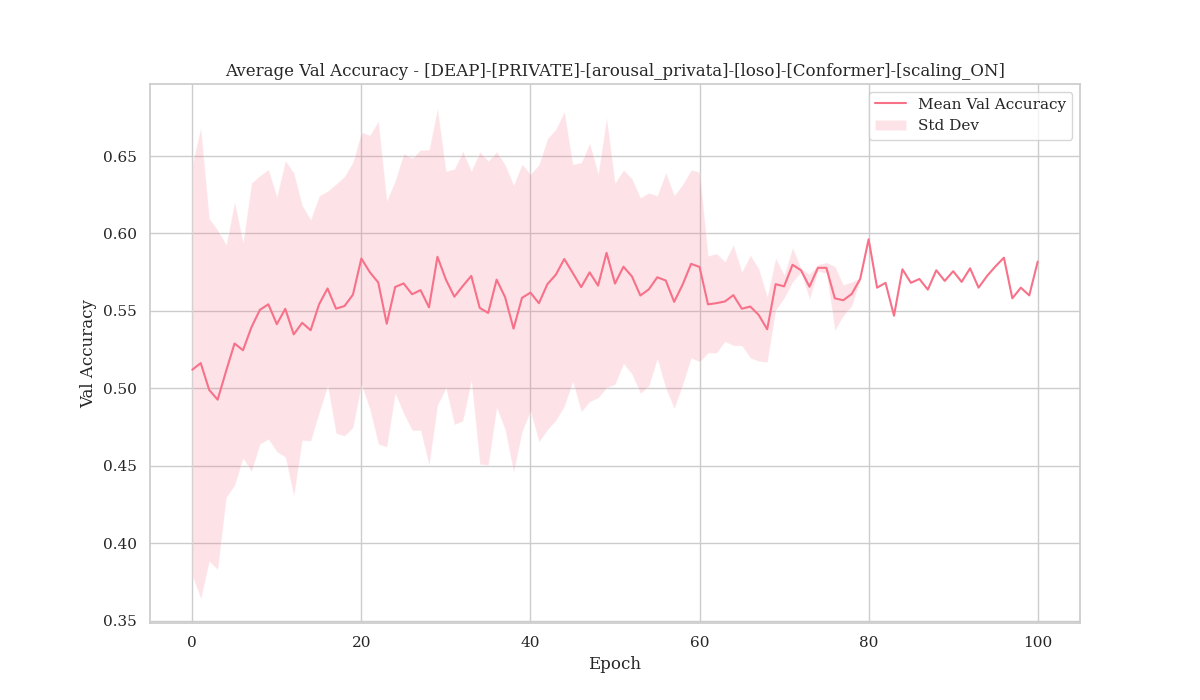 Average Val Accuracy - [DEAP]-[PRIVATE]-[arousal_privata]-[loso]-[Conformer]-[scaling_ON]
Mean Val Accuracy
Std Dev
Val Accuracy
0.65
0.60
0.55
0.50
0.45
0.40
0.35
0 20 40 60 80 100
Epoch